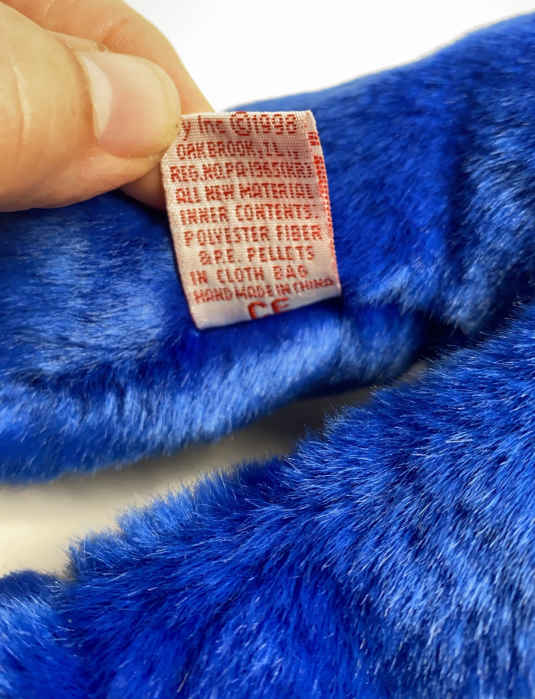 y Inc ©1998
OAKBROOK, IL.,
REG.NO.PA.1965(KR)
ALL NEW MATERIAL
INNER CONTENTS:
POLYESTER FIBER
& P.E. PELLETS
IN CLOTH BAG
HAND MADE IN CHINA
CE